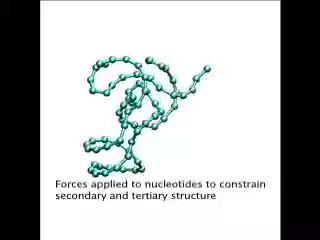 Forces applied to nucleotides to constrain
secondary and tertiary structure